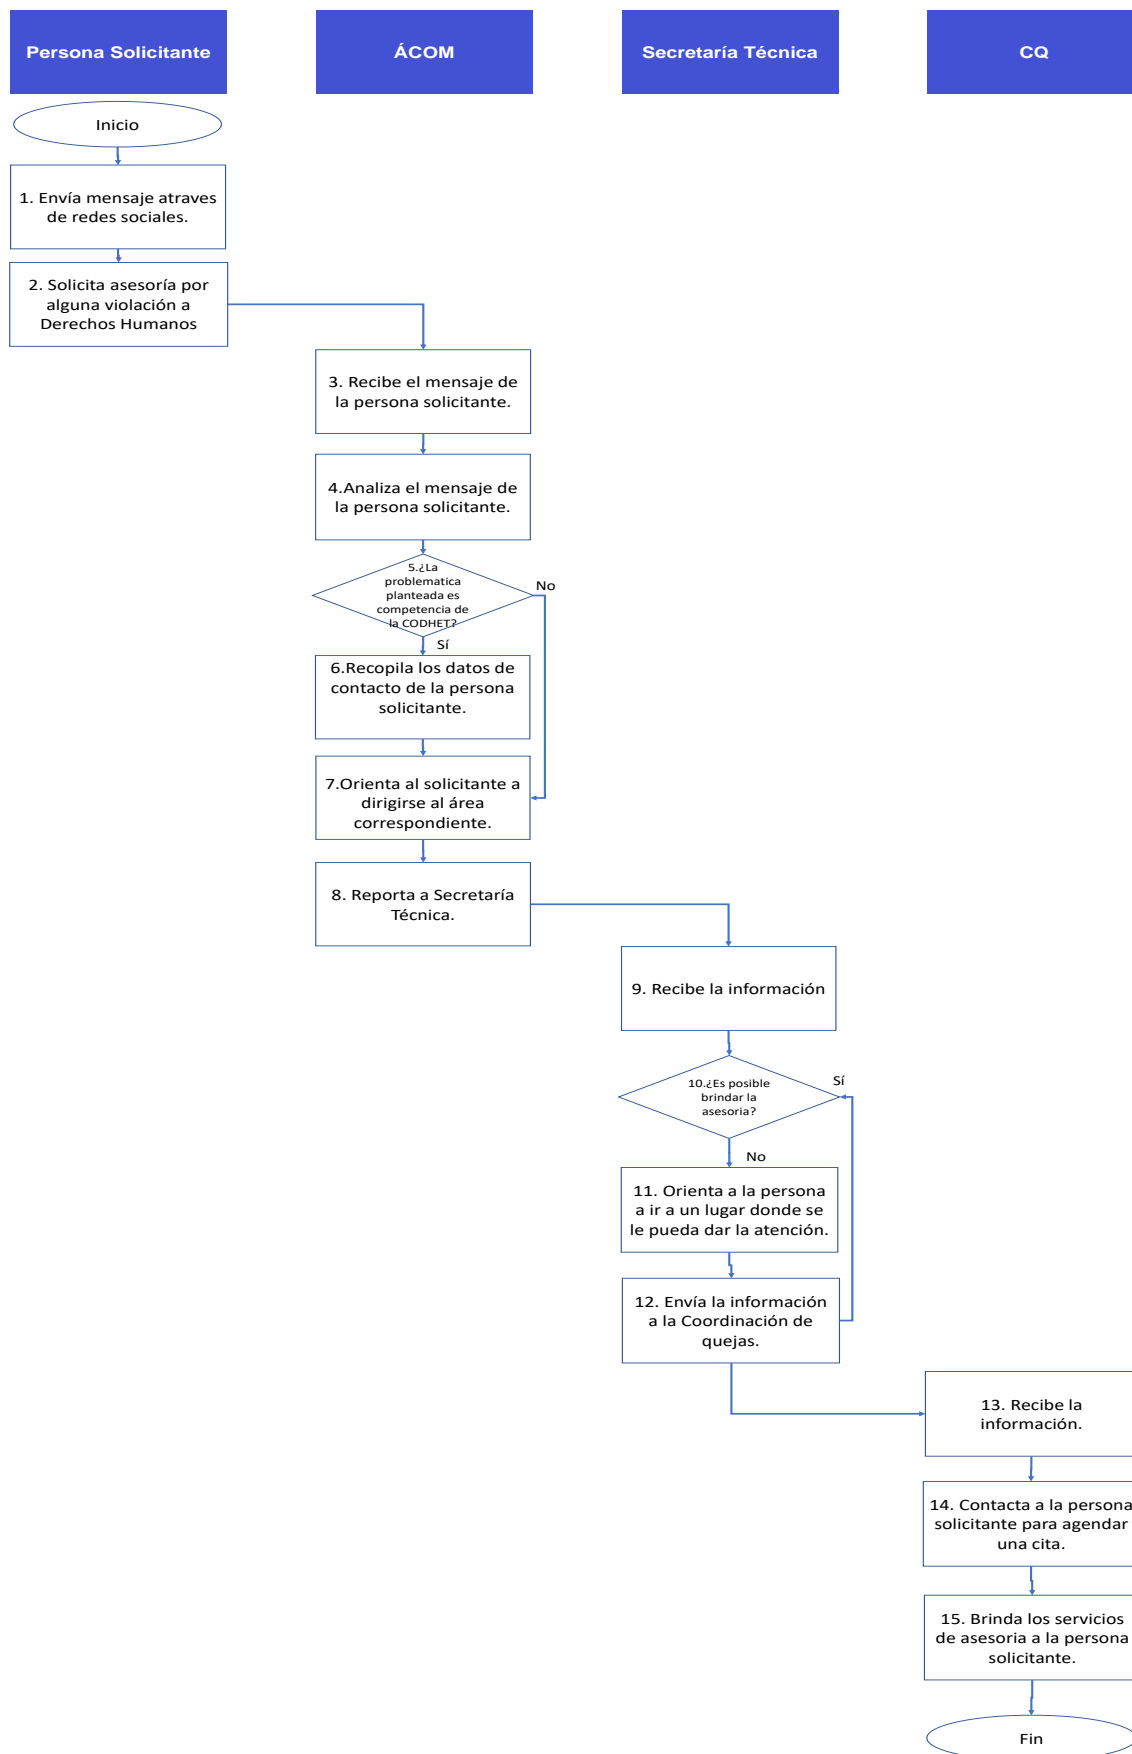 Persona Solicitante
ÁCOM
Secretaría Técnica
CQ
Inicio
1. Envía mensaje atraves
de redes sociales.
2. Solicita asesoría por
alguna violación a
Derechos Humanos
3. Recibe el mensaje de
la persona solicitante.
4.Analiza el mensaje de
la persona solicitante.
5.¿La
problematica
planteada es
competencia de
la CODHET?
No
Sí
6.Recopila los datos de
contacto de la persona
solicitante.
7.Orienta al solicitante a
dirigirse al área
correspondiente.
8. Reporta a Secretaría
Técnica.
9. Recibe la información
10.¿Es posible
brindar la
asesoria?
Sí
No
11. Orienta a la persona
a ir a un lugar donde se
le pueda dar la atención.
12. Envía la información
a la Coordinación de
quejas.
13. Recibe la
información.
14. Contacta a la persona
solicitante para agendar
una cita.
15. Brinda los servicios
de asesoria a la persona
solicitante.
Fin